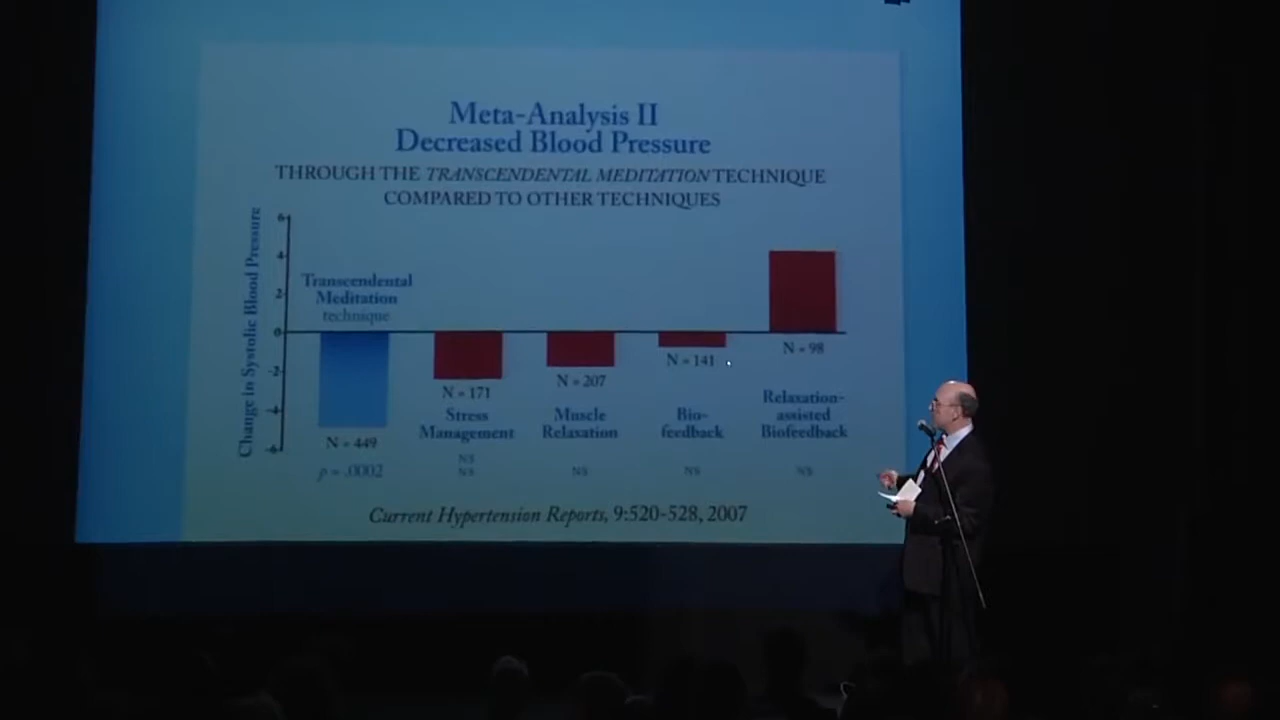 Meta-Analysis II
Decreased Blood Pressure
THROUGH THE TRANSCENDENTAL MEDITATION TECHNIQUE
COMPARED TO OTHER TECHNIQUES
Change in Systolic Blood Pressure
6
4
2
0
-2
-4
-6
Transcendental
Meditation
technique
N = 449
p = .0002
N = 171
Stress
Management
NS
NS
N = 207
Muscle
Relaxation
NS
N = 141
Bio-
feedback
NS
N = 98
Relaxation-
assisted
Biofeedback
NS
Current Hypertension Reports, 9:520-528, 2007